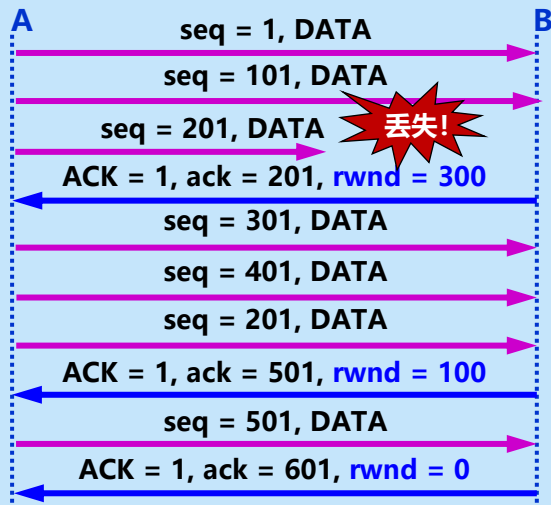 A B
seq = 1, DATA
seq = 101, DATA
seq = 201, DATA 丢失!
ACK = 1, ack = 201, rwnd = 300
seq = 301, DATA
seq = 401, DATA
seq = 201, DATA
ACK = 1, ack = 501, rwnd = 100
seq = 501, DATA
ACK = 1, ack = 601, rwnd = 0